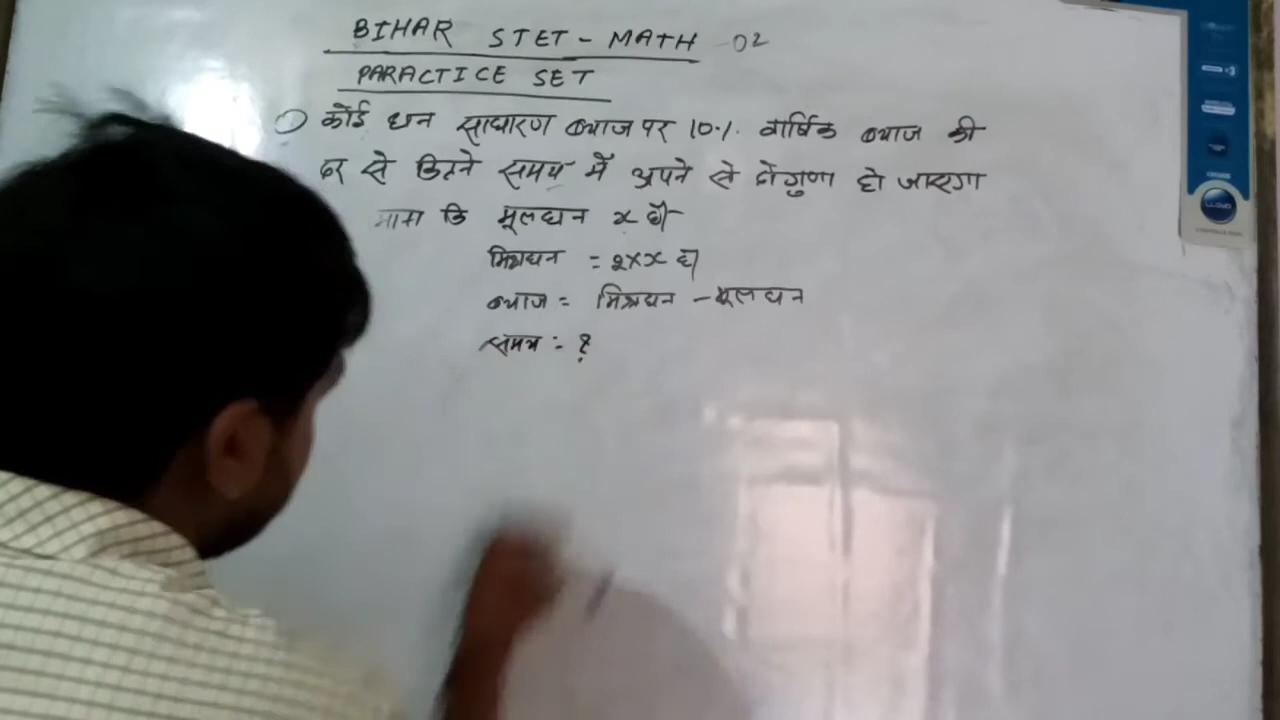 BIHAR STET - MATH - 02
PARACTICE SET
कोई धन साधारण ब्याज पर 10% वार्षिक ब्याज की
दर से कितने समय में अपने से दोगुणा हो जाएगा
माना कि मूलधन x है
मिश्रधन = 2×x है
ब्याज = मिश्रधन - मूलधन
समय = ?
LLOYD